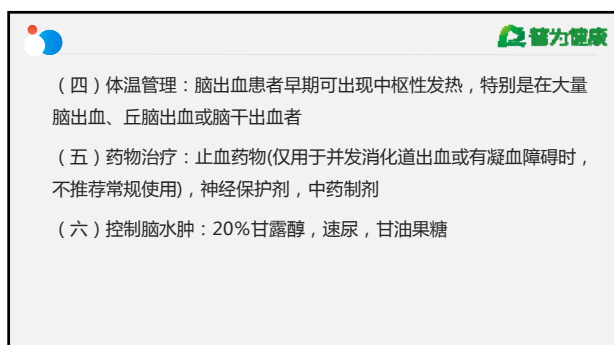 普为健康
（四）体温管理：脑出血患者早期可出现中枢性发热，特别是在大量
脑出血、丘脑出血或脑干出血者
（五）药物治疗：止血药物(仅用于并发消化道出血或有凝血障碍时，
不推荐常规使用)，神经保护剂，中药制剂
（六）控制脑水肿：20%甘露醇，速尿，甘油果糖